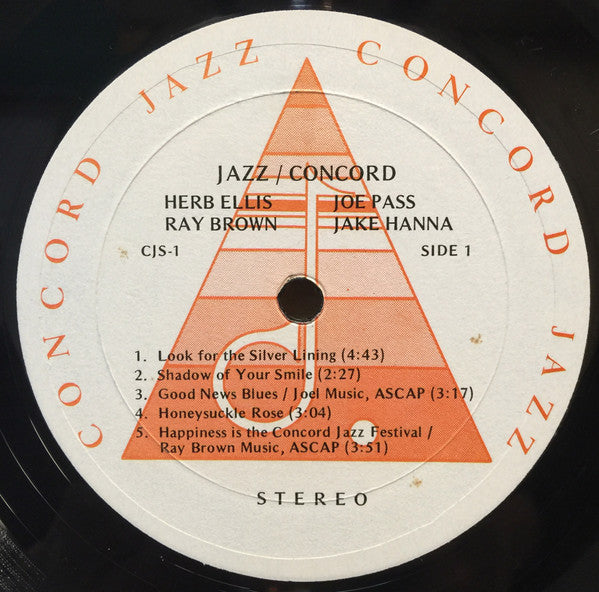 CONCORD JAZZ CONCORD JAZZ
JAZZ / CONCORD
HERB ELLIS JOE PASS
RAY BROWN JAKE HANNA
CJS-1 SIDE 1
1. Look for the Silver Lining (4:43)
2. Shadow of Your Smile (2:27)
3. Good News Blues / Joel Music, ASCAP (3:17)
4. Honeysuckle Rose (3:04)
5. Happiness is the Concord Jazz Festival /
Ray Brown Music, ASCAP (3:51)
STEREO